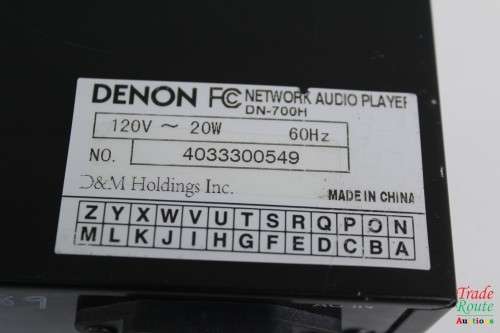 DENON FC NETWORK AUDIO PLAYER
DN-700H
120V ~ 20W 60Hz
NO. 4033300549
D&M Holdings Inc.
MADE IN CHINA
Z Y X W V U T S R Q P O N
M L K J I H G F E D C B A
Trade
Route
Auctions